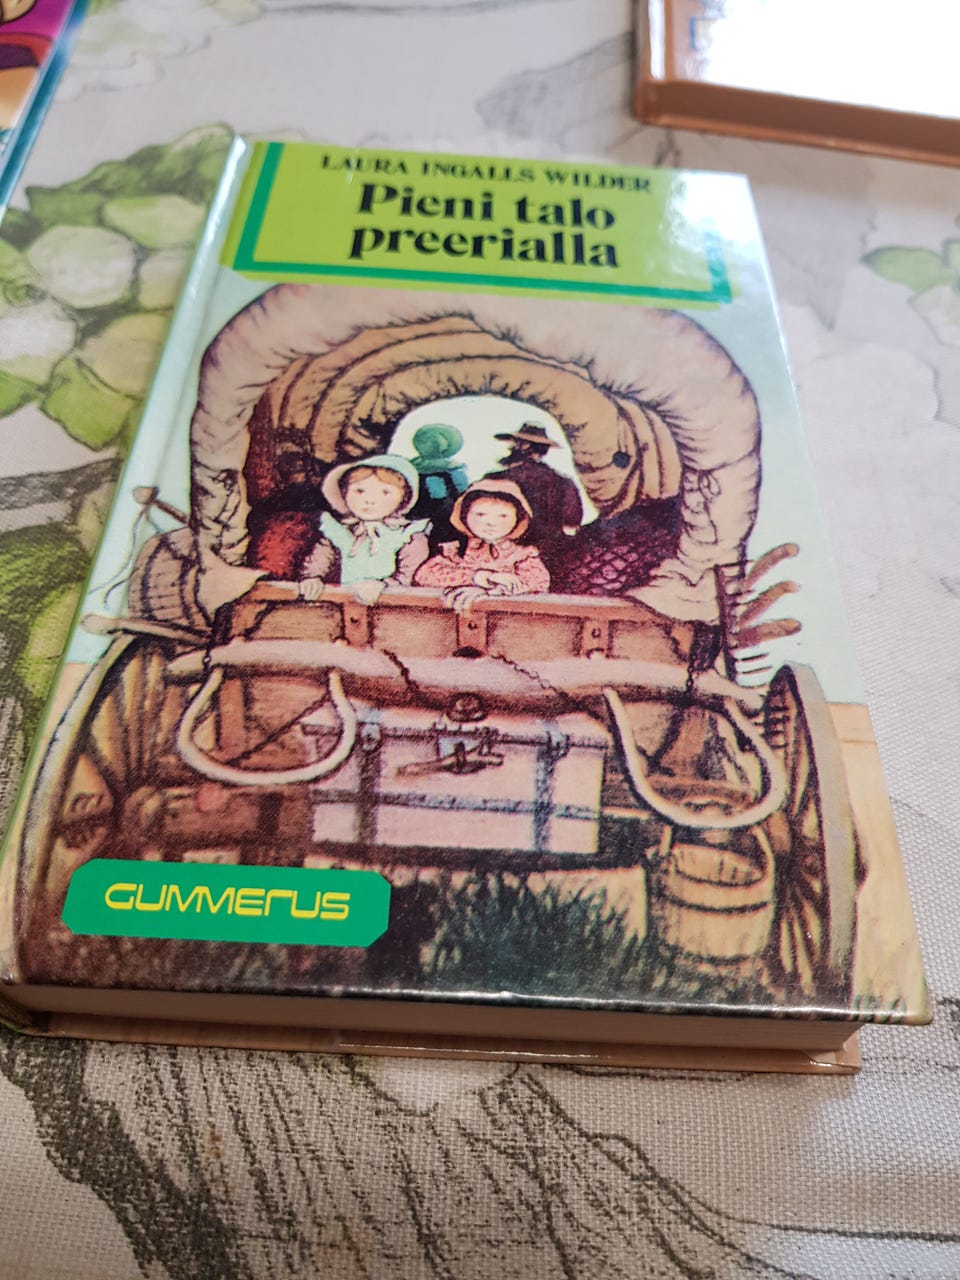 LAURA INGALLS WILDER
Pieni talo
preerialla
GUMMERUS